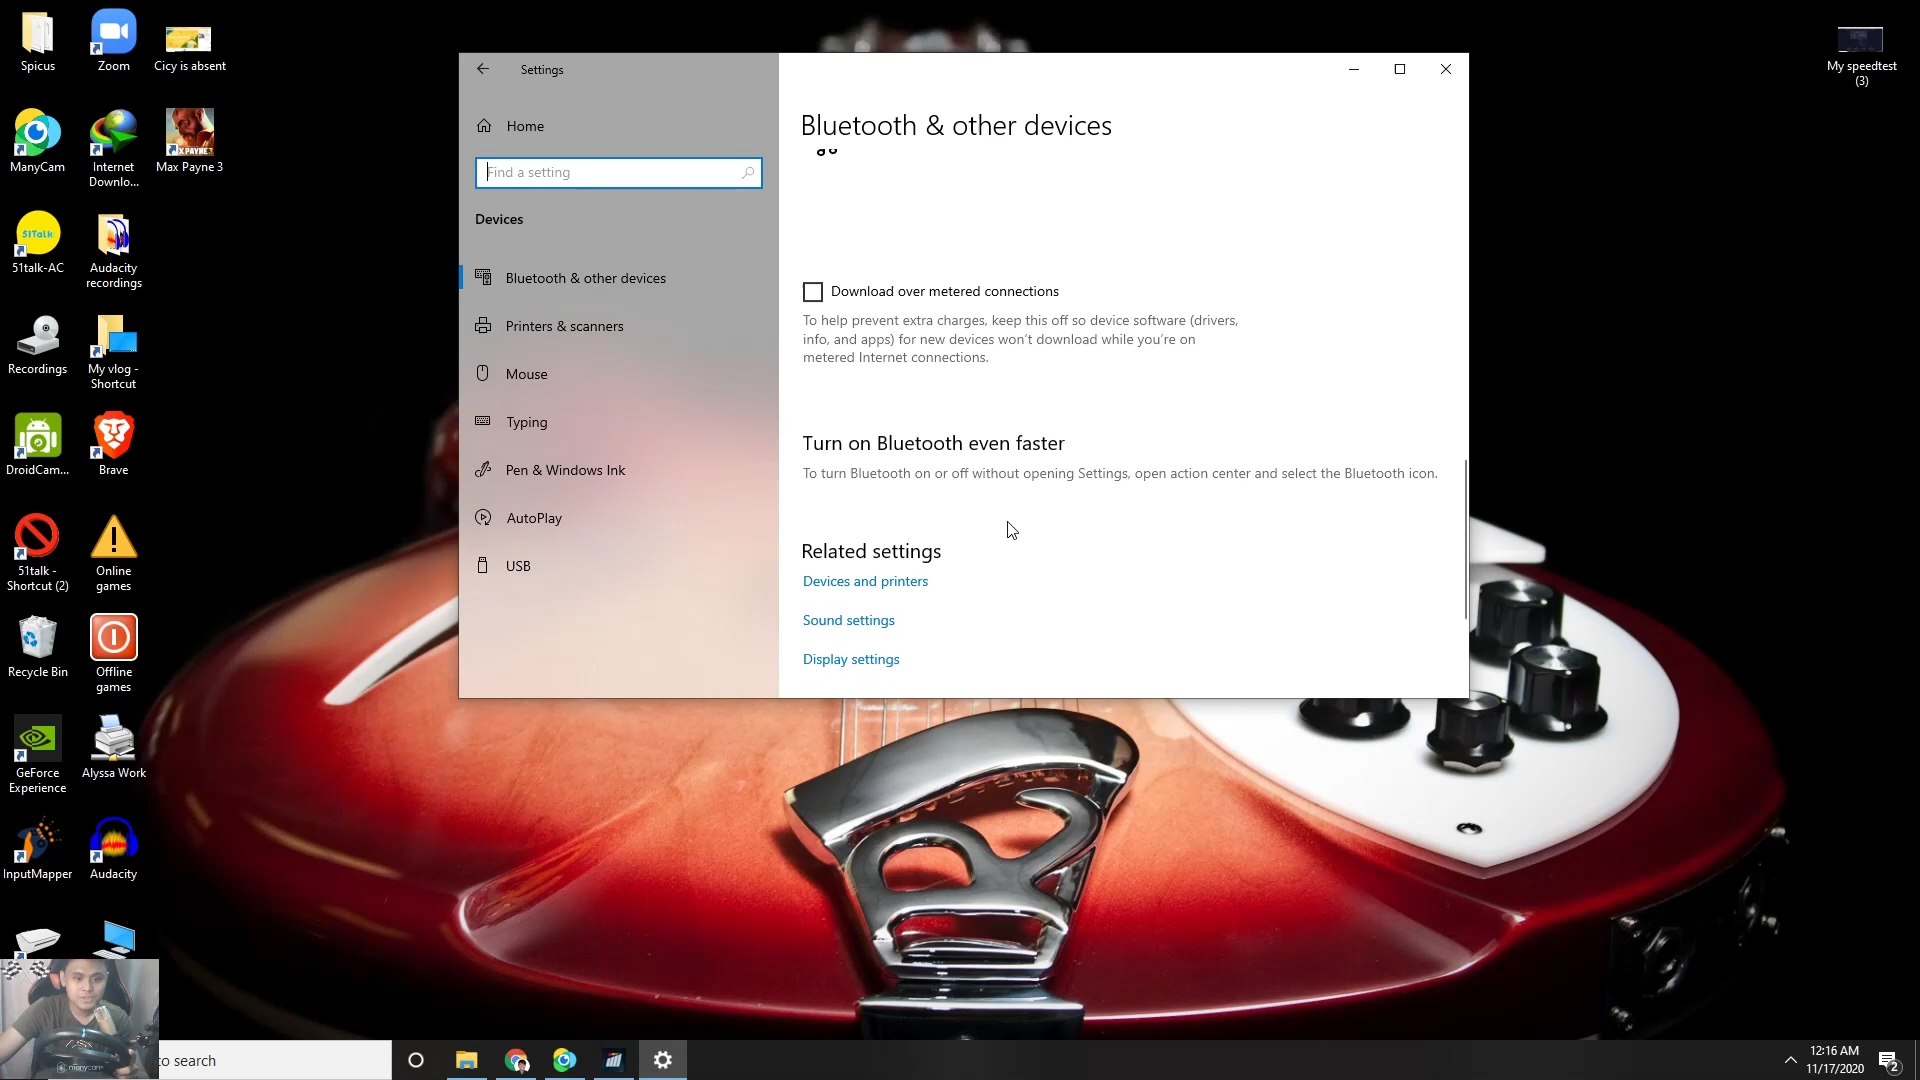 Spicus
Zoom
Cicy is absent
My speedtest
(3)
ManyCam
Internet
Downlo...
Max Payne 3
51Talk
51talk-AC
Audacity
recordings
Recordings
My vlog -
Shortcut
DroidCam...
Brave
51talk -
Shortcut (2)
Online
games
Recycle Bin
Offline
games
GeForce
Experience
Alyssa Work
InputMapper
Audacity
Settings
Home
Find a setting
Devices
Bluetooth & other devices
Printers & scanners
Mouse
Typing
Pen & Windows Ink
AutoPlay
USB
Bluetooth & other devices
Download over metered connections
To help prevent extra charges, keep this off so device software (drivers,
info, and apps) for new devices won't download while you're on
metered Internet connections.
Turn on Bluetooth even faster
To turn Bluetooth on or off without opening Settings, open action center and select the Bluetooth icon.
Related settings
Devices and printers
Sound settings
Display settings
manycam
to search
12:16 AM
11/17/2020
2